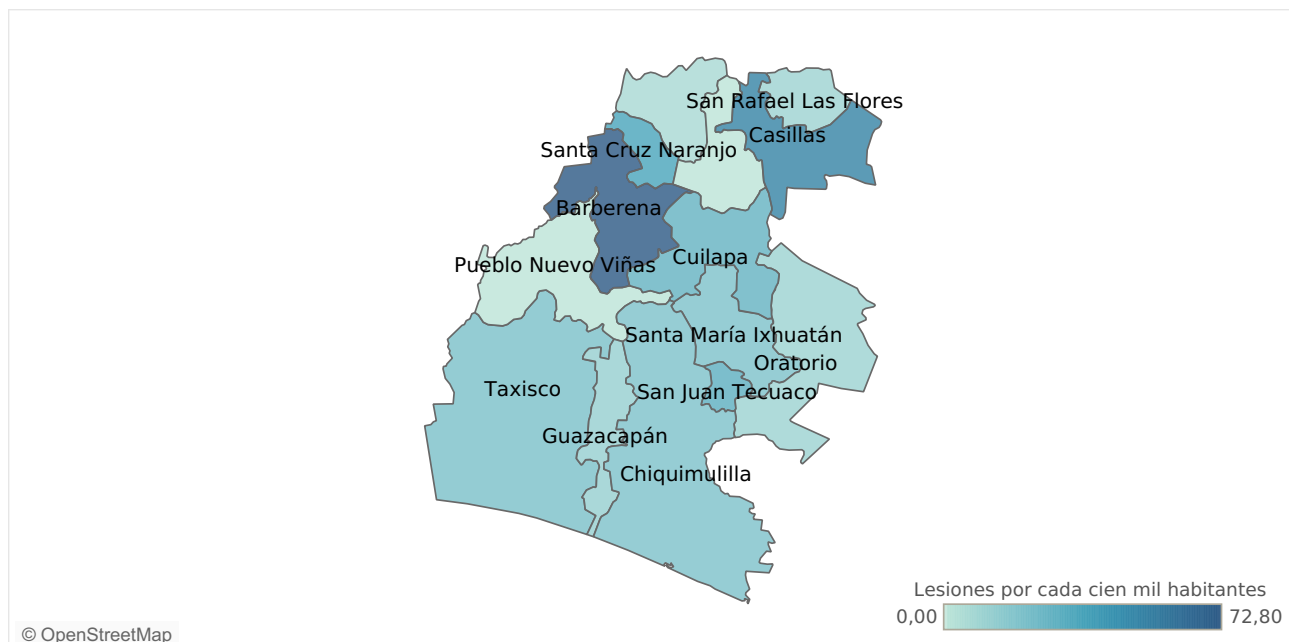 San Rafael Las Flores
Casillas
Santa Cruz Naranjo
Barberena
Cuilapa
Pueblo Nuevo Viñas
Santa María Ixhuatán
Oratorio
Taxisco
San Juan Tecuaco
Guazacapán
Chiquimulilla
Lesiones por cada cien mil habitantes
0,00 72,80
© OpenStreetMap